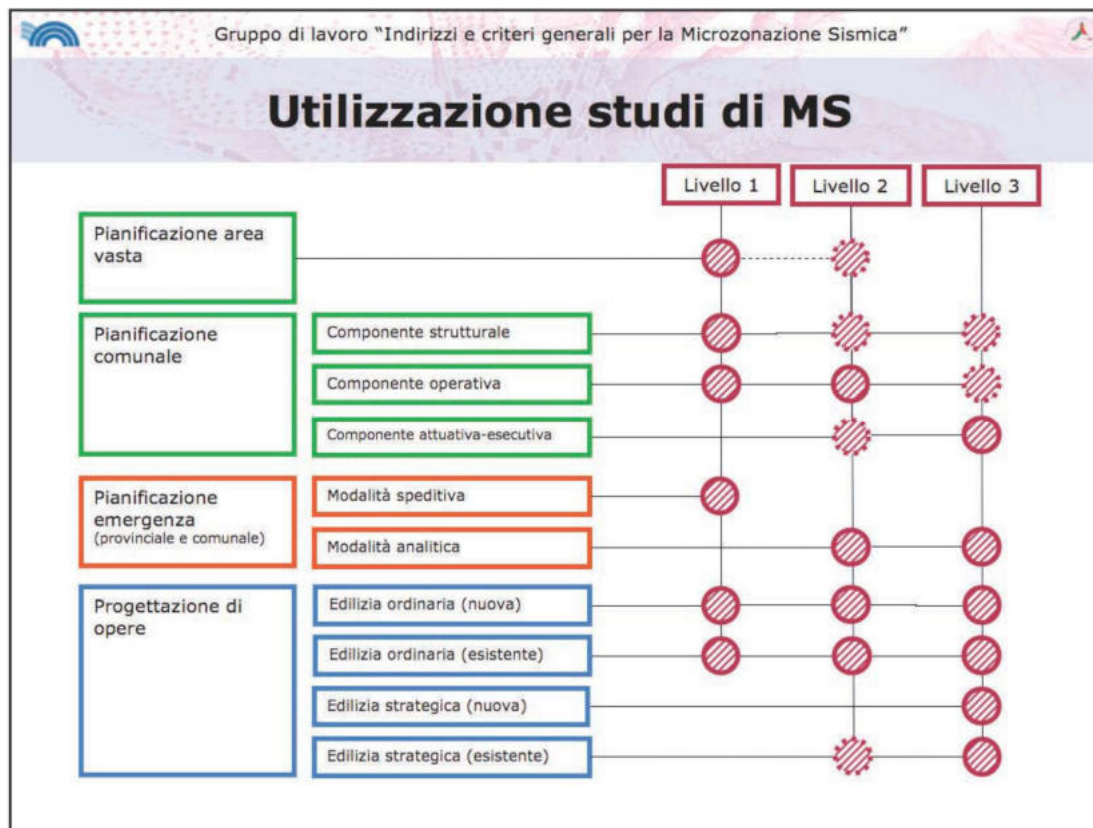 Gruppo di lavoro “Indirizzi e criteri generali per la Microzonazione Sismica”
Utilizzazione studi di MS
Livello 1
Livello 2
Livello 3
Pianificazione area
vasta
Pianificazione
comunale
Componente strutturale
Componente operativa
Componente attuativa-esecutiva
Pianificazione
emergenza
(provinciale e comunale)
Modalità speditiva
Modalità analitica
Progettazione di
opere
Edilizia ordinaria (nuova)
Edilizia ordinaria (esistente)
Edilizia strategica (nuova)
Edilizia strategica (esistente)